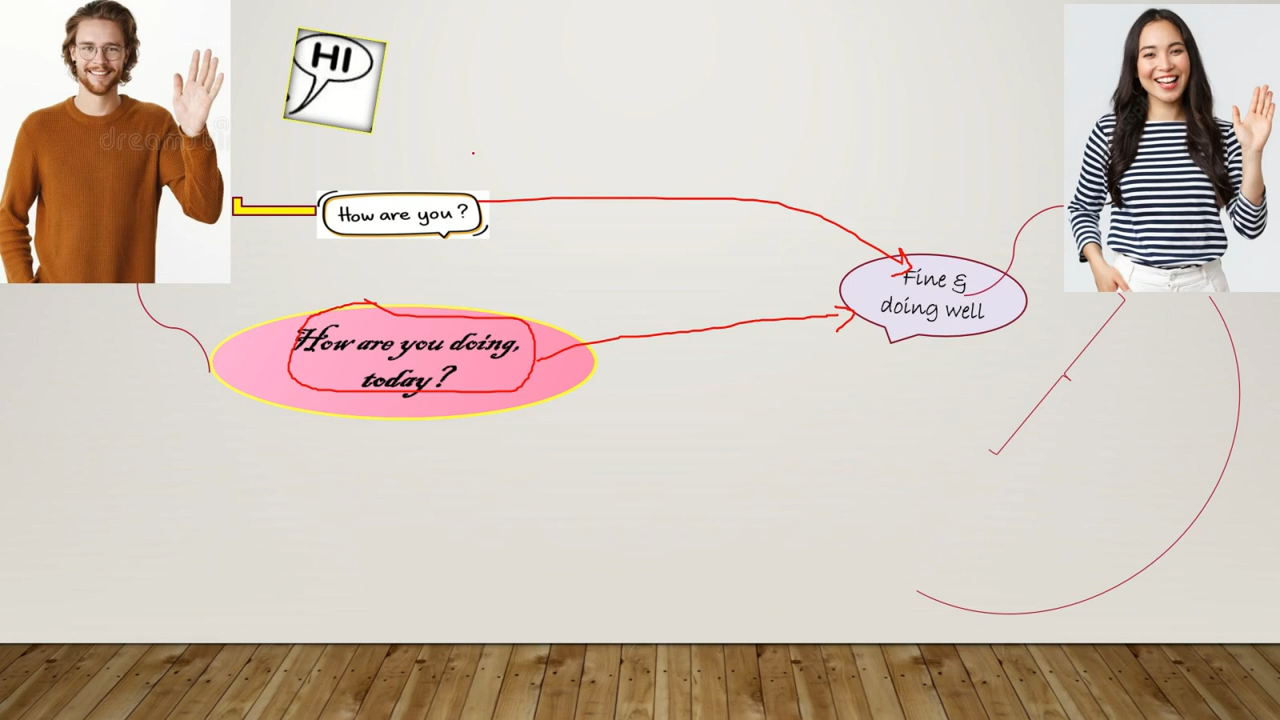 HI
How are you ?
Fine &
doing well
How are you doing,
today?